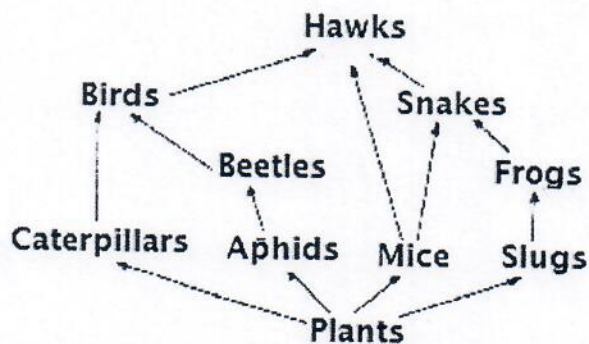 Hawks
Birds
Snakes
Beetles
Frogs
Caterpillars
Aphids
Mice
Slugs
Plants